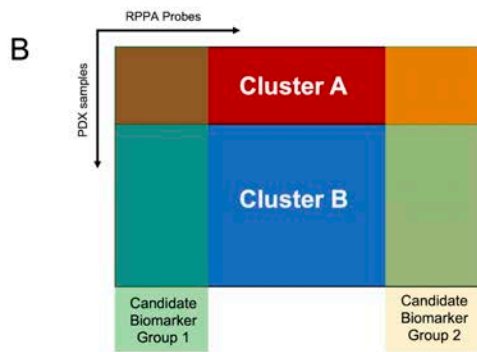 B
RPPA Probes
PDX samples
Cluster A
Cluster B
Candidate
Biomarker
Group 1
Candidate
Biomarker
Group 2